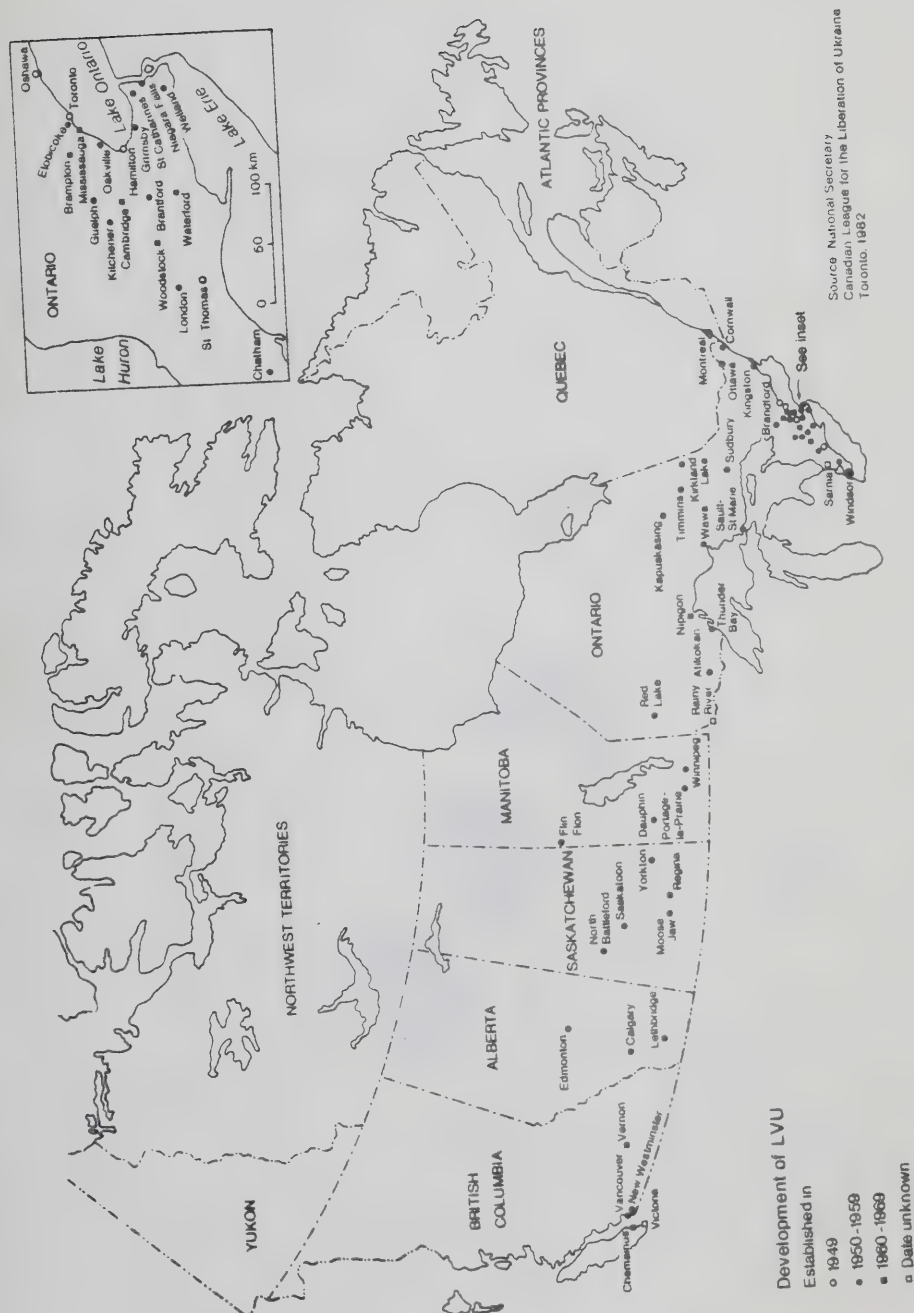 ONTARIO
Lake
Huron
Oshawa
Etobicoke
Toronto
Brampton
Mississauga
Lake Ontario
Guelph
Oakville
Kitchener
Hamilton
Cambridge
Grimsby
St Catharines
Brantford
Niagara Falls
Woodstock
Welland
Waterford
London
St Thomas
Lake Erie
Chatham
0 50 100 km
YUKON
NORTHWEST TERRITORIES
BRITISH
COLUMBIA
ALBERTA
SASKATCHEWAN
MANITOBA
ONTARIO
QUEBEC
ATLANTIC PROVINCES
Chemainus
Vancouver
Vernon
New Westminster
Victoria
Edmonton
Calgary
Lethbridge
North
Battleford
Saskatoon
Moose
Jaw
Regina
Yorkton
Flin
Flon
Dauphin
Portage-
la-Prairie
Winnipeg
Red
Lake
Rainy
River
Atikokan
Nipigon
Thunder
Bay
Kapuskasing
Timmins
Kirkland
Lake
Wawa
Sault-
St Marie
Sudbury
Montreal
Ottawa
Cornwall
Kingston
Brandford
See inset
Sarnia
Windsor
Development of LVU
Established in
1949
1950-1959
1960-1969
Date unknown
Source National Secretary
Canadian League for the Liberation of Ukraine
Toronto, 1982